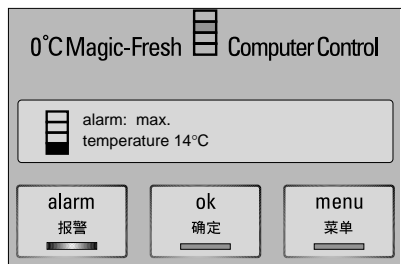 0°C Magic-Fresh Computer Control
alarm: max.
temperature 14°C
alarm ok menu
报警 确定 菜单